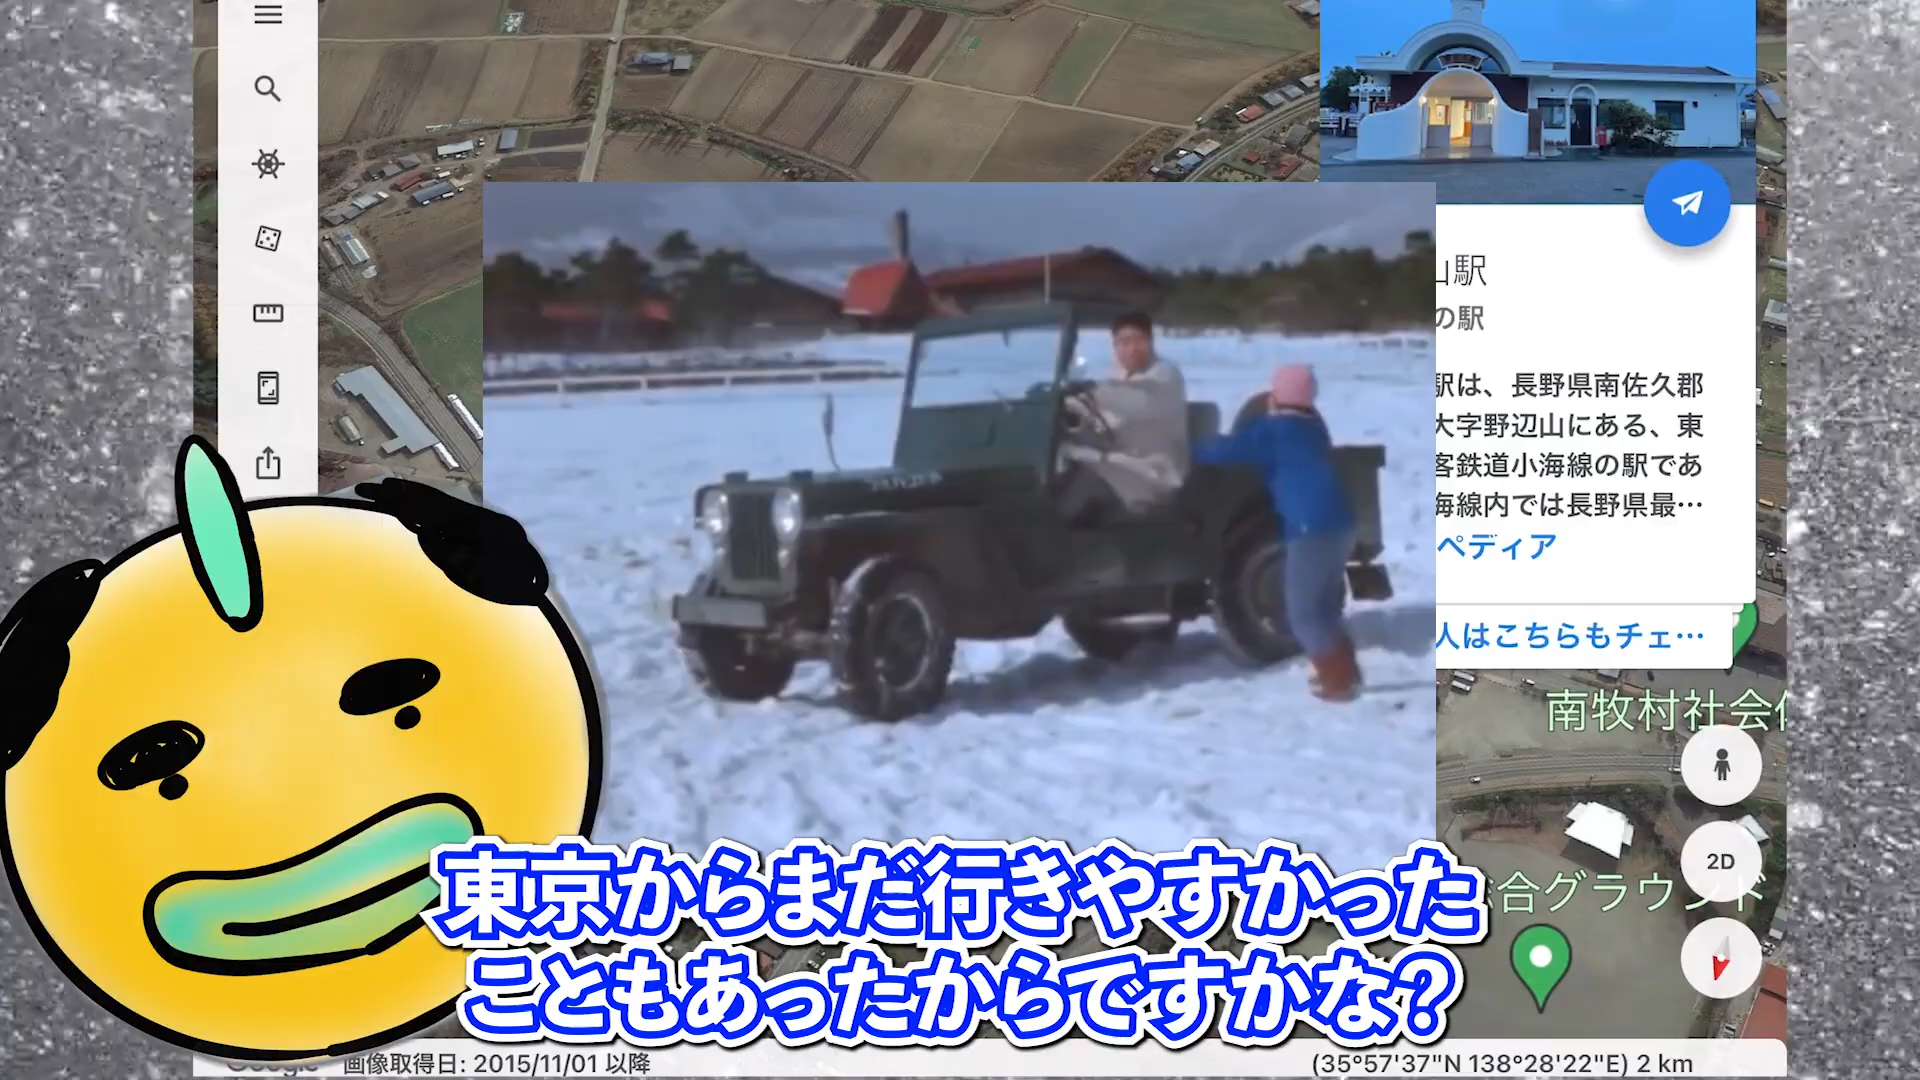 山駅
の駅
駅は、長野県南佐久郡
大字野辺山にある、東
客鉄道小海線の駅であ
海線内では長野県最…
ペディア
人はこちらもチェ…
南牧村社会体
2D
総合グラウンド
東京からまだ行きやすかった
こともあったからですかな?
Google
画像取得日: 2015/11/01 以降
(35°57'37"N 138°28'22"E) 2 km